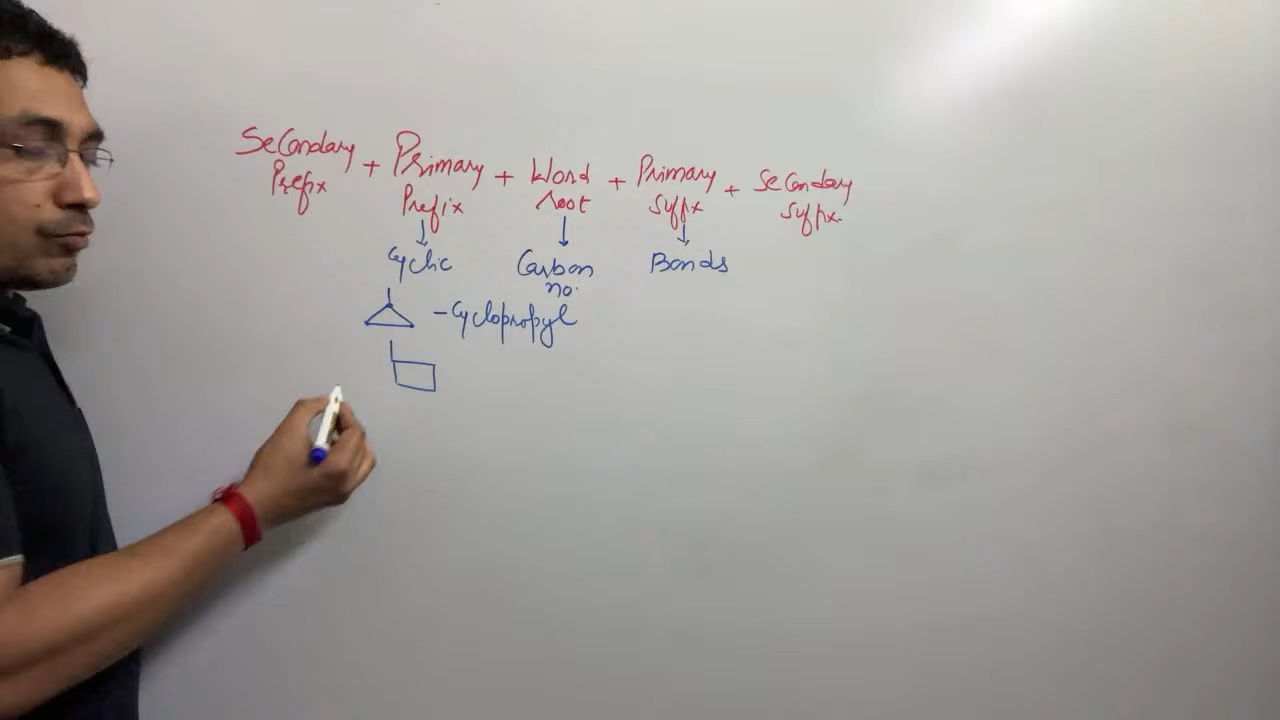 Secondary + Primary + Word + Primary + Secondary
Prefix Prefix root Suffix Suffix.
Cyclic Carbon Bonds
no.
- Cyclopropyl